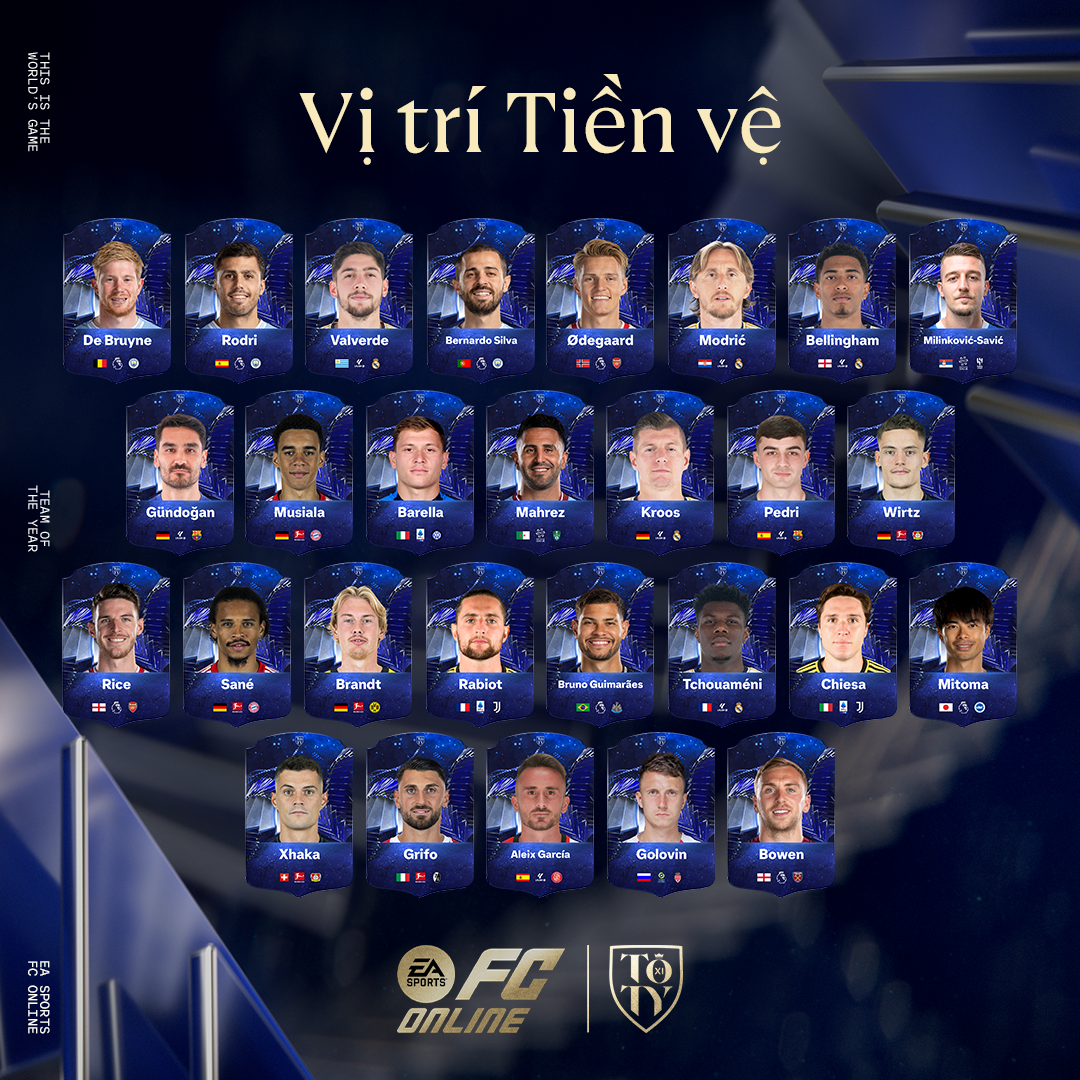 THIS IS THE
WORLD'S GAME
Vị trí Tiền vệ
De Bruyne
Rodri
Valverde
Bernardo Silva
Ødegaard
Modrić
Bellingham
Milinković-Savić
Gündoğan
Musiala
Barella
Mahrez
Kroos
Pedri
Wirtz
TEAM OF
THE YEAR
Rice
Sané
Brandt
Rabiot
Bruno Guimarães
Tchouaméni
Chiesa
Mitoma
Xhaka
Grifo
Aleix García
Golovin
Bowen
EA SPORTS
FC ONLINE
EA
SPORTS
FC
ONLINE
TOTY
XI